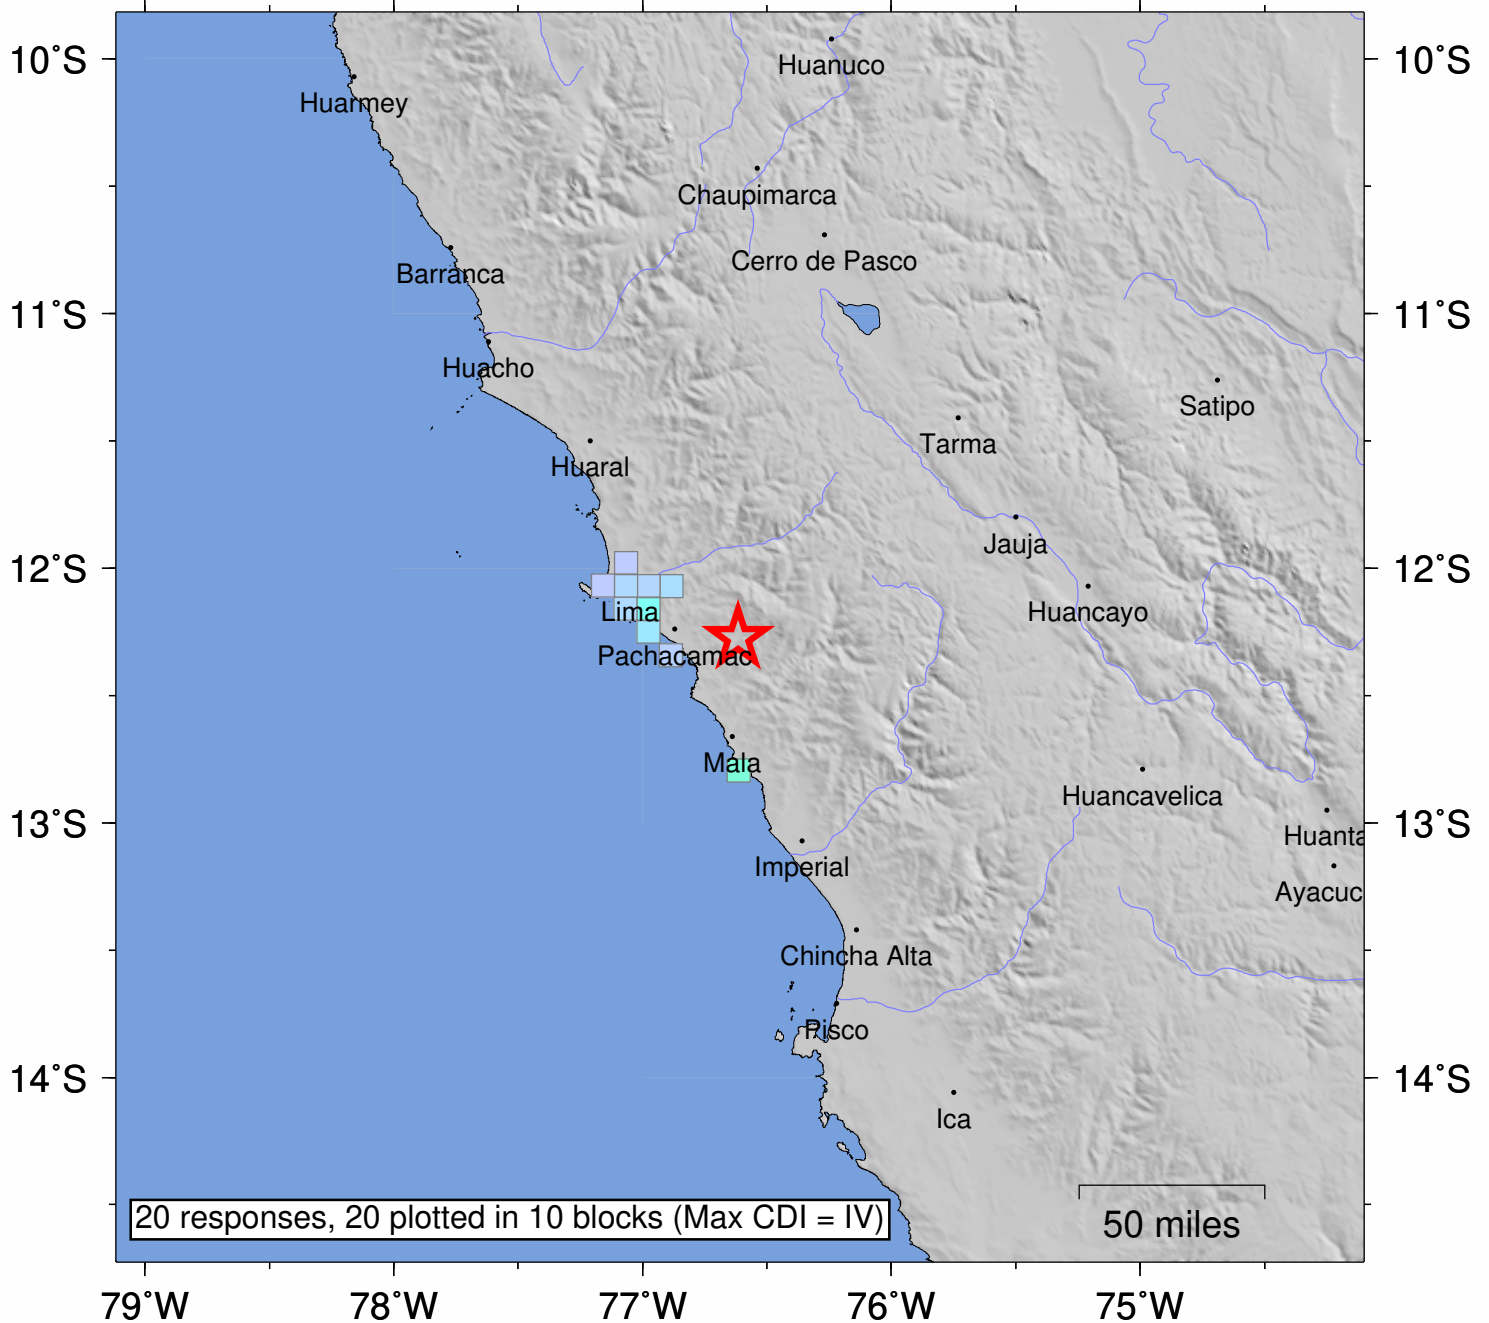 10°S
10°S
Huanuco
Huarmey
Chaupimarca
Cerro de Pasco
Barranca
11°S
11°S
Huacho
Satipo
Tarma
Huaral
Jauja
12°S
12°S
Lima
Huancayo
Pachacamac
Mala
Huancavelica
13°S
13°S
Huanta
Imperial
Ayacuc
Chincha Alta
Pisco
14°S
14°S
Ica
20 responses, 20 plotted in 10 blocks (Max CDI = IV)
50 miles
79°W
78°W
77°W
76°W
75°W